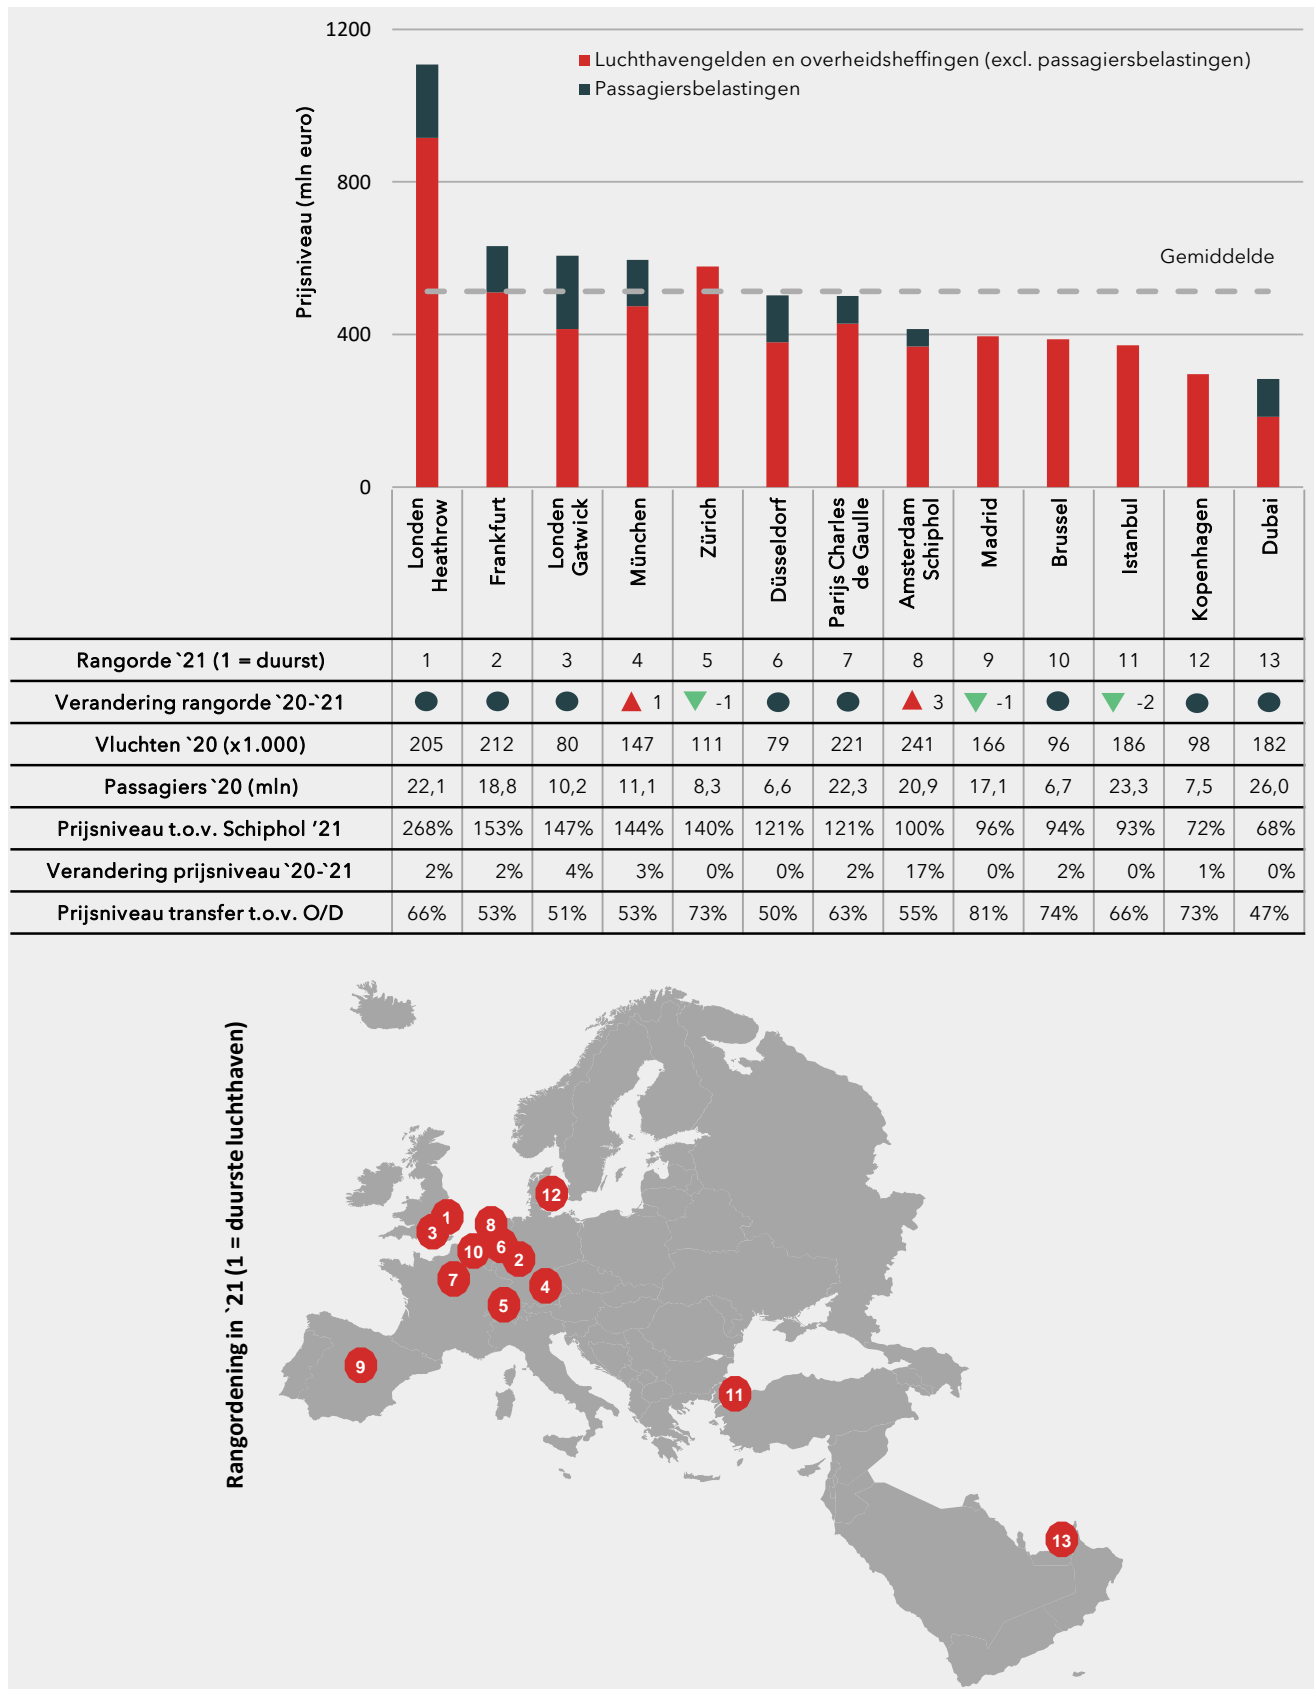 1200
Luchthavengelden en overheidsheffingen (excl. passagiersbelastingen)
Passagiersbelastingen
Prijsniveau (mln euro)
800
Gemiddelde
400
0
Londen
Heathrow
Frankfurt
Londen
Gatwick
München
Zürich
Düsseldorf
Parijs Charles
de Gaulle
Amsterdam
Schiphol
Madrid
Brussel
Istanbul
Kopenhagen
Dubai
Rangorde `21 (1 = duurst) 1 2 3 4 5 6 7 8 9 10 11 12 13
Verandering rangorde `20-`21 ▲ 1 ▼ -1 ▲ 3 ▼ -1 ▼ -2
Vluchten `20 (x1.000) 205 212 80 147 111 79 221 241 166 96 186 98 182
Passagiers `20 (mln) 22,1 18,8 10,2 11,1 8,3 6,6 22,3 20,9 17,1 6,7 23,3 7,5 26,0
Prijsniveau t.o.v. Schiphol ’21 268% 153% 147% 144% 140% 121% 121% 100% 96% 94% 93% 72% 68%
Verandering prijsniveau `20-`21 2% 2% 4% 3% 0% 0% 2% 17% 0% 2% 0% 1% 0%
Prijsniveau transfer t.o.v. O/D 66% 53% 51% 53% 73% 50% 63% 55% 81% 74% 66% 73% 47%
Rangordening in `21 (1 = duurste luchthaven)
12
1
8
3
6
10
2
7
4
5
9
11
13